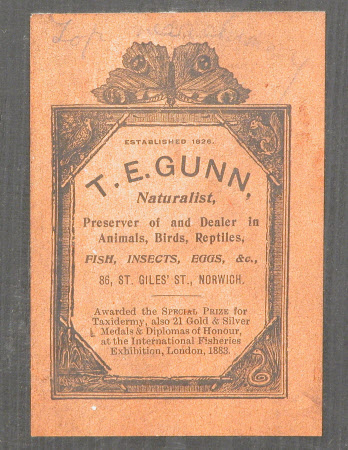 Top
ESTABLISHED 1826.
T. E. GUNN,
Naturalist,
Preserver of and Dealer in
Animals, Birds, Reptiles,
FISH, INSECTS, EGGS, &c.,
86, ST. GILES' ST., NORWICH.
Awarded the SPECIAL PRIZE for
Taxidermy, also 21 Gold & Silver
Medals & Diplomas of Honour,
at the International Fisheries
Exhibition, London, 1883.